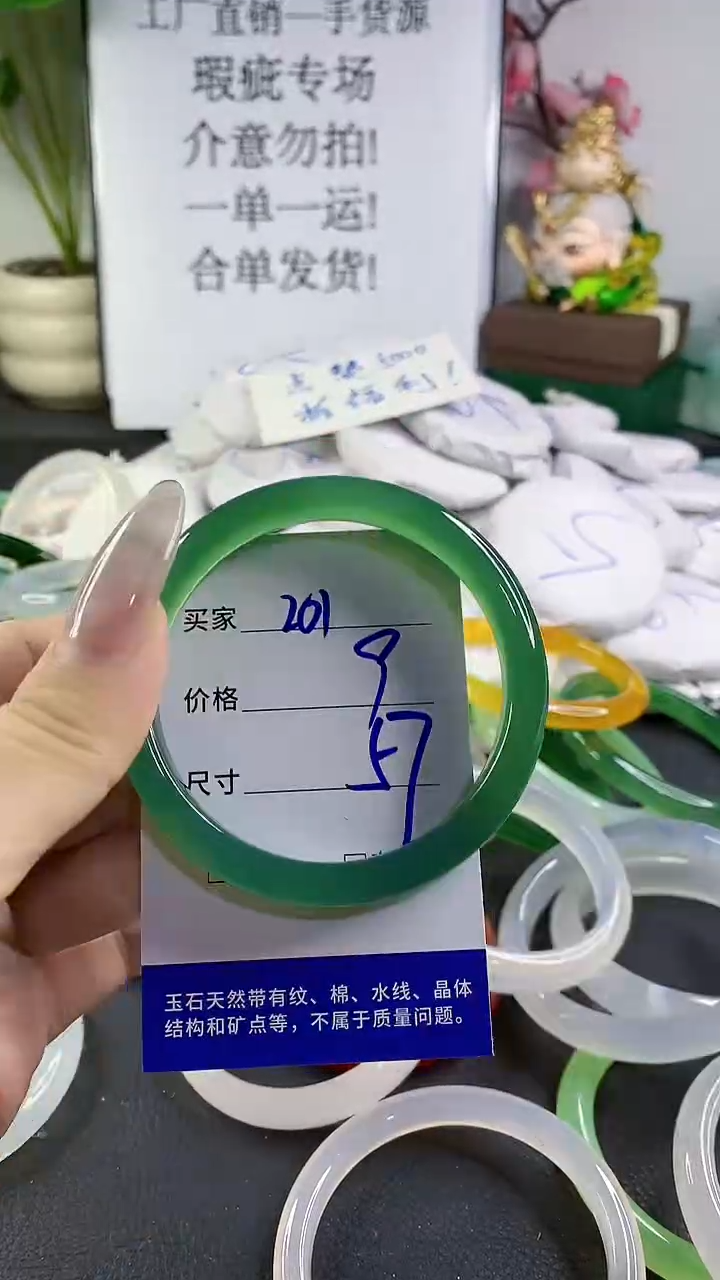 工厂直销一手货源
瑕疵专场
介意勿拍!
一单一运!
合单发货!
买家 201
价格 9
尺寸 57
玉石天然带有纹、棉、水线、晶体
结构和矿点等，不属于质量问题。